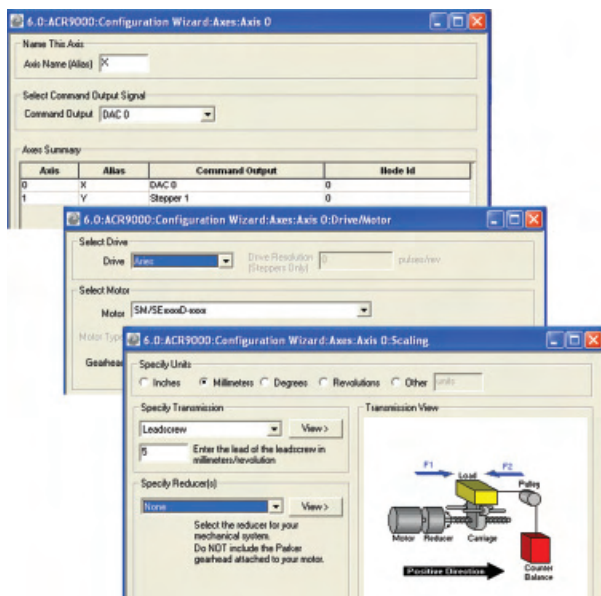 6.0:ACR9000:Configuration Wizard:Axes:Axis 0
Name This Axis
Axis Name (Alias) X
Select Command Output Signal
Command Output DAC 0
Axes Summary
Axis Alias Command Output Node Id
0 X DAC 0 0
1 Y Stepper 1 0
6.0:ACR9000:Configuration Wizard:Axes:Axis 0:Drive/Motor
Select Drive
Drive Aries Drive Resolution (Steppers Only) 0 pulses/rev
Select Motor
Motor SM/SExxxxD-xxxx
Motor Type
Gearhead
6.0:ACR9000:Configuration Wizard:Axes:Axis 0:Scaling
Specify Units
Inches Millimeters Degrees Revolutions Other units
Specify Transmission
Leadscrew View >
5 Enter the lead of the leadscrew in
millimeters/revolution
Specify Reducer(s)
None View >
Select the reducer for your
mechanical system.
Do NOT include the Parker
gearhead attached to your motor.
Transmission View
F1 Load F2
Pulley
Motor Reducer Carriage
Positive Direction
Counter
Balance